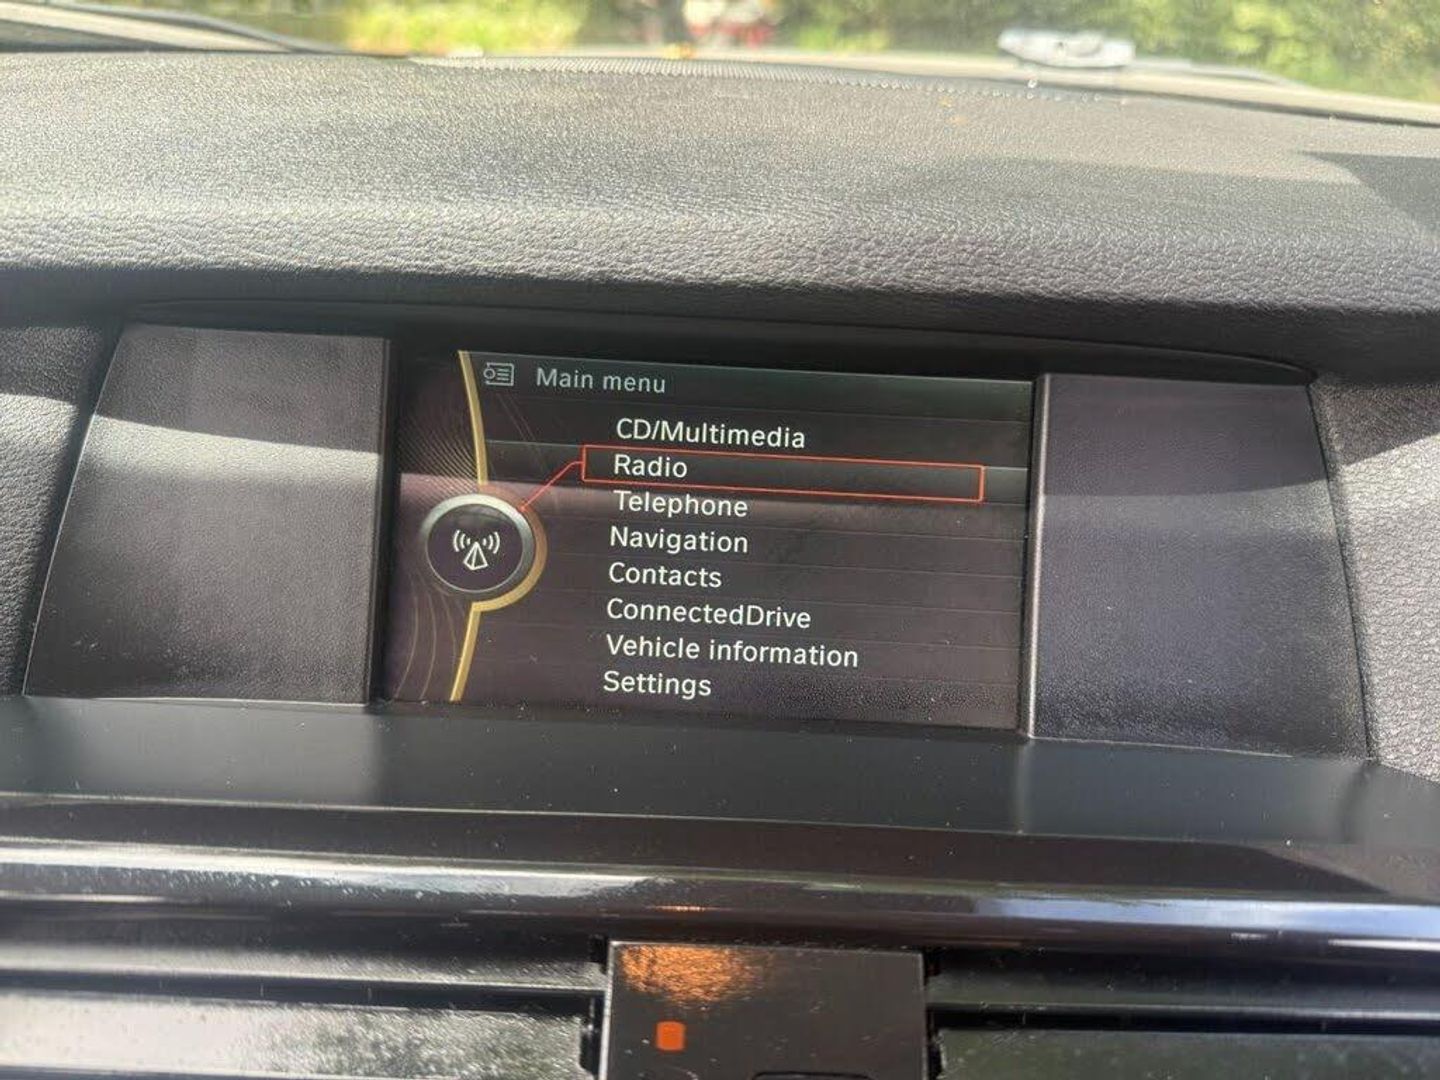 Main menu
CD/Multimedia
Radio
Telephone
Navigation
Contacts
ConnectedDrive
Vehicle information
Settings